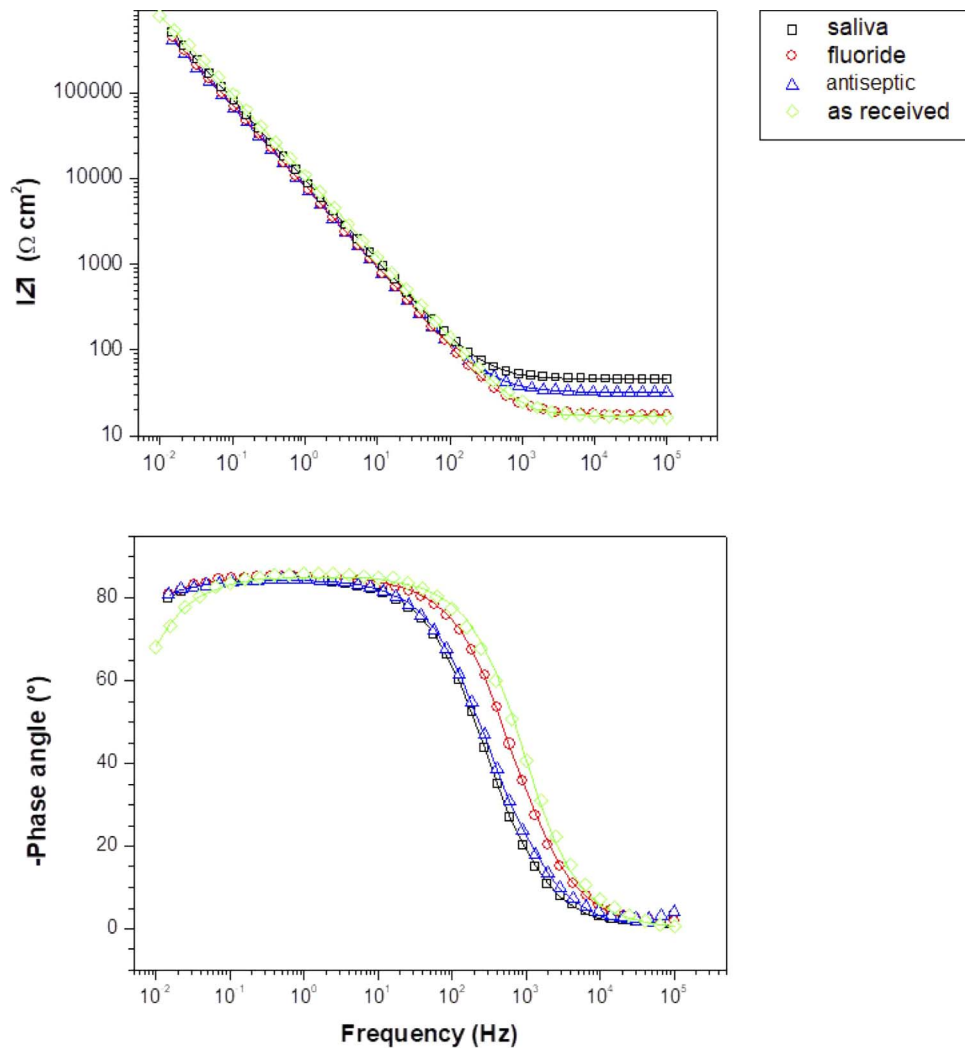 saliva
fluoride
antiseptic
as received
|Z| (Ω cm²)
100000
10000
1000
100
10
10⁻² 10⁻¹ 10⁰ 10¹ 10² 10³ 10⁴ 10⁵
-Phase angle (°)
80
60
40
20
0
10⁻² 10⁻¹ 10⁰ 10¹ 10² 10³ 10⁴ 10⁵
Frequency (Hz)